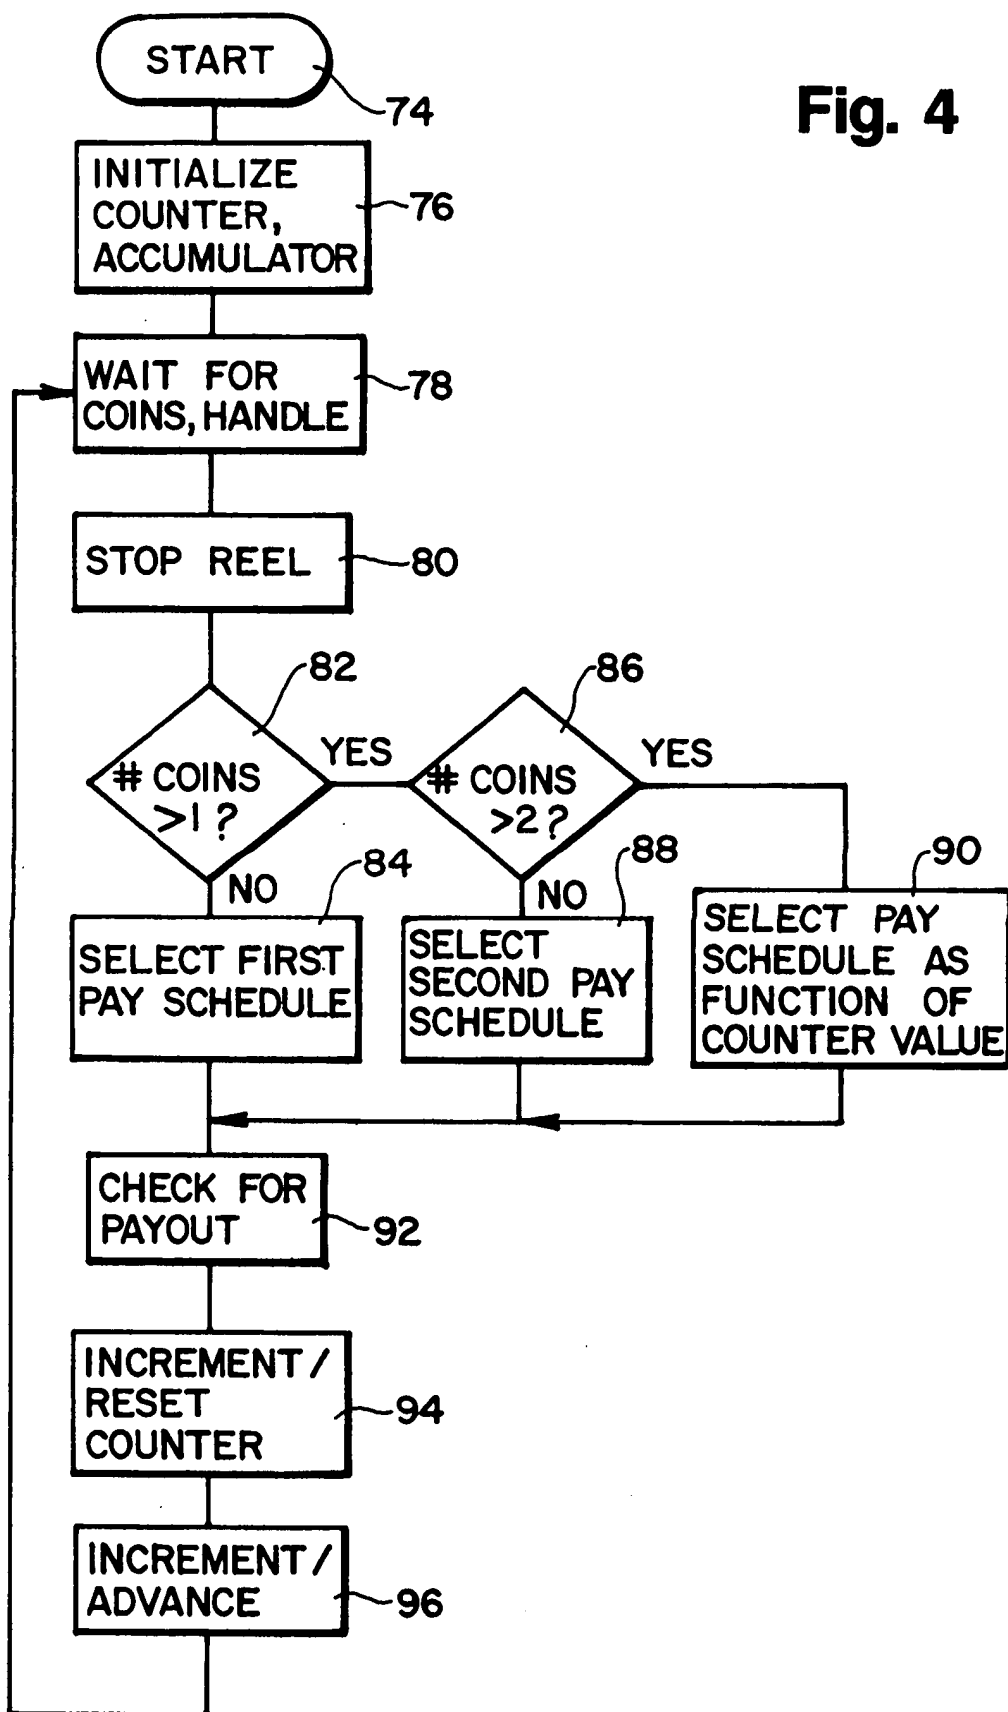 Fig. 4
START
74
INITIALIZE
COUNTER,
ACCUMULATOR
76
WAIT FOR
COINS, HANDLE
78
STOP REEL
80
82
# COINS
>1?
YES
NO
86
# COINS
>2?
YES
NO
84
SELECT FIRST
PAY SCHEDULE
88
SELECT
SECOND PAY
SCHEDULE
90
SELECT PAY
SCHEDULE AS
FUNCTION OF
COUNTER VALUE
CHECK FOR
PAYOUT
92
INCREMENT/
RESET
COUNTER
94
INCREMENT/
ADVANCE
96